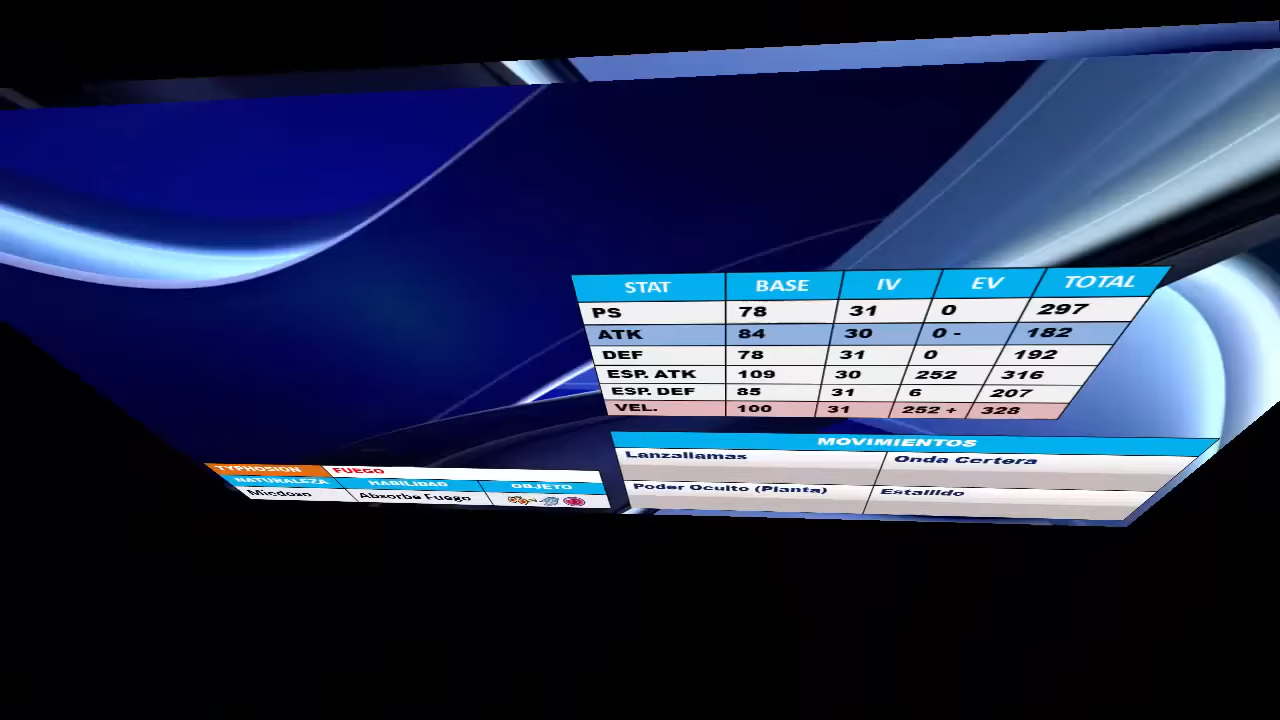 STAT BASE IV EV TOTAL
PS 78 31 0 297
ATK 84 30 0 - 182
DEF 78 31 0 192
ESP. ATK 109 30 252 316
ESP. DEF 85 31 6 207
VEL. 100 31 252 + 328
MOVIMIENTOS
Lanzallamas Onda Certera
Poder Oculto (Planta) Estallido
TYPHOSION FUEGO
NATURALEZA HABILIDAD OBJETO
Miedoso Absorbe Fuego